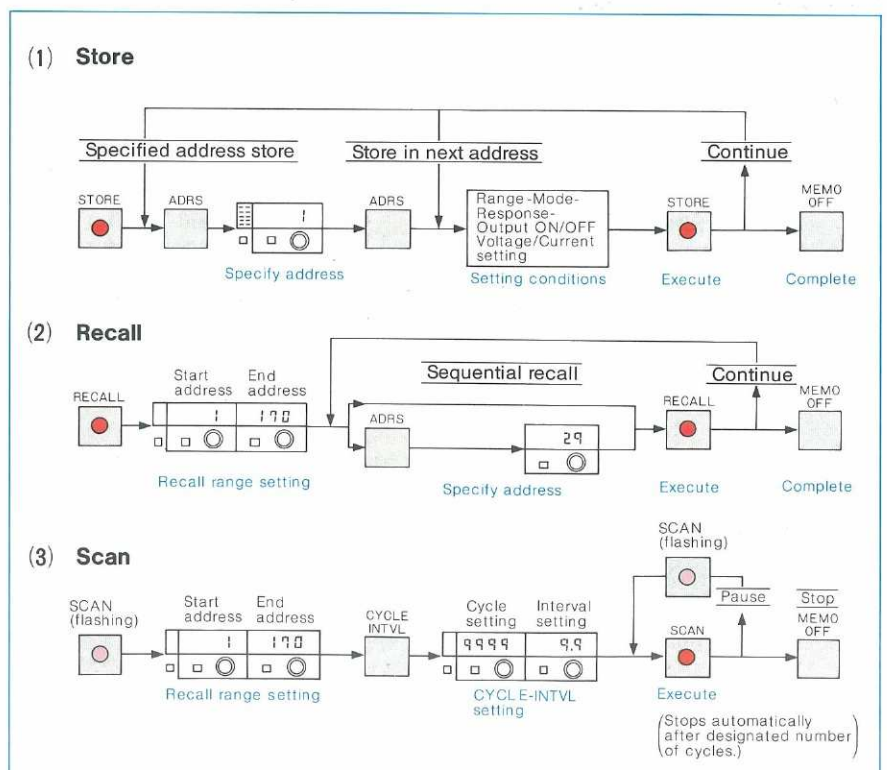 (1) Store
Specified address store
Store in next address
Continue
STORE
ADRS
1
ADRS
Range-Mode-
Response-
Output ON/OFF
Voltage/Current
setting
STORE
MEMO
OFF
Specify address
Setting conditions
Execute
Complete
(2) Recall
Sequential recall
Continue
RECALL
Start
address
End
address
1
170
ADRS
29
RECALL
MEMO
OFF
Recall range setting
Specify address
Execute
Complete
(3) Scan
SCAN
(flashing)
Pause
Stop
SCAN
(flashing)
Start
address
End
address
1
170
CYCLE
INTVL
Cycle
setting
Interval
setting
9999
9.9
SCAN
MEMO
OFF
Recall range setting
CYCLE-INTVL
setting
Execute
(Stops automatically
after designated number
of cycles.)